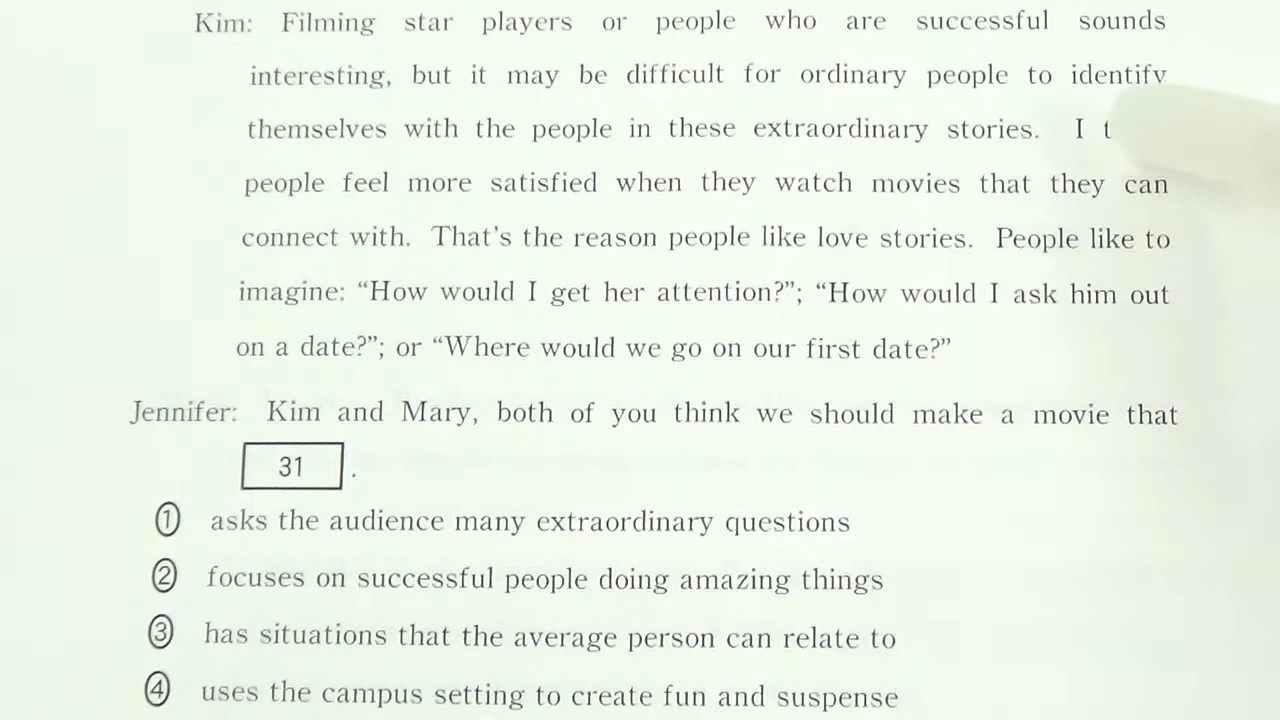 Kim: Filming star players or people who are successful sounds
interesting, but it may be difficult for ordinary people to identify
themselves with the people in these extraordinary stories. I
people feel more satisfied when they watch movies that they can
connect with. That's the reason people like love stories. People like to
imagine: “How would I get her attention?”; “How would I ask him out
on a date?”; or “Where would we go on our first date?”
Jennifer: Kim and Mary, both of you think we should make a movie that
31 .
① asks the audience many extraordinary questions
② focuses on successful people doing amazing things
③ has situations that the average person can relate to
④ uses the campus setting to create fun and suspense